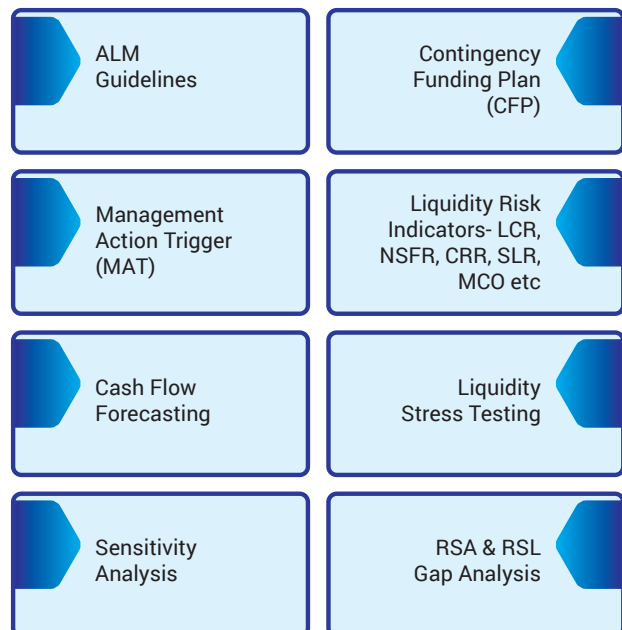 ALM
Guidelines
Contingency
Funding Plan
(CFP)
Management
Action Trigger
(MAT)
Liquidity Risk
Indicators- LCR,
NSFR, CRR, SLR,
MCO etc
Cash Flow
Forecasting
Liquidity
Stress Testing
Sensitivity
Analysis
RSA & RSL
Gap Analysis